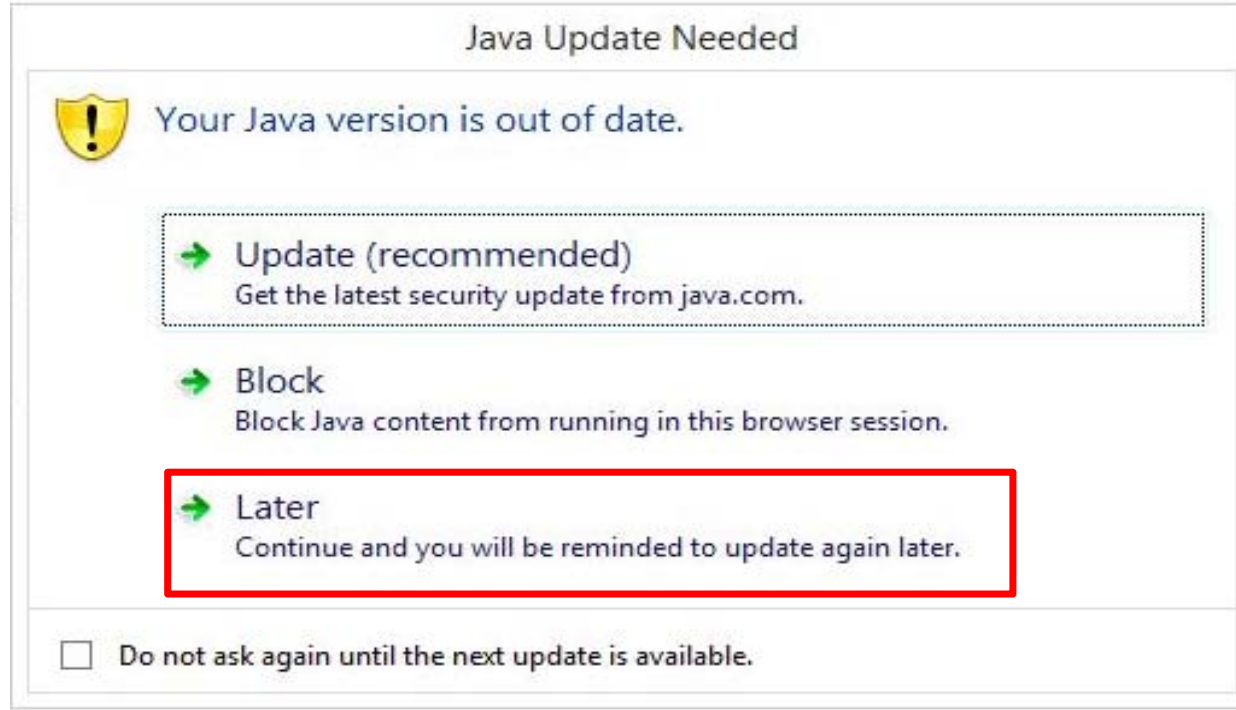 Java Update Needed
Your Java version is out of date.
Update (recommended)
Get the latest security update from java.com.
Block
Block Java content from running in this browser session.
Later
Continue and you will be reminded to update again later.
Do not ask again until the next update is available.